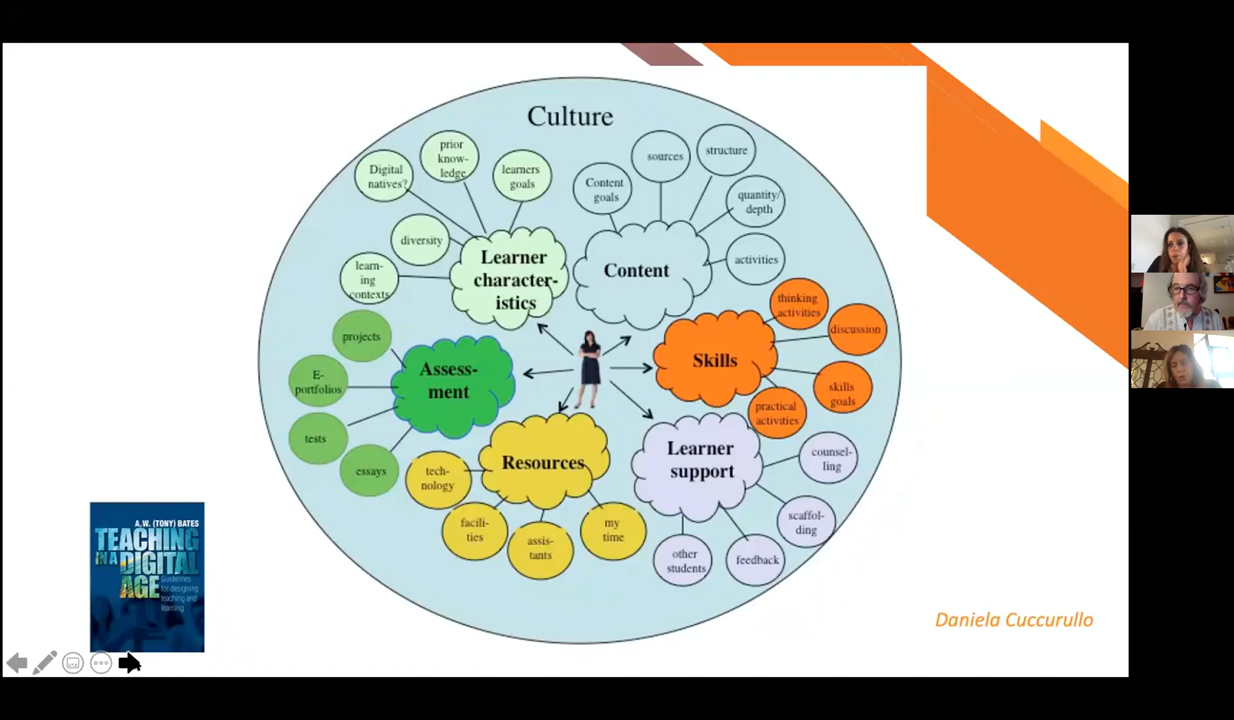 Culture
Digital
natives?
prior
know-
ledge
learners
goals
diversity
learn-
ing
contexts
Learner
character-
istics
Content
goals
sources
structure
quantity/
depth
activities
Content
thinking
activities
discussion
skills
goals
practical
activities
Skills
projects
E-
portfolios
tests
essays
Assess-
ment
tech-
nology
facili-
ties
assis-
tants
my
time
Resources
Learner
support
counsel-
ling
scaffol-
ding
feedback
other
students
A.W. (TONY) BATES
TEACHING
IN A DIGITAL
AGE
Guidelines
for designing
teaching and
learning
Daniela Cuccurullo